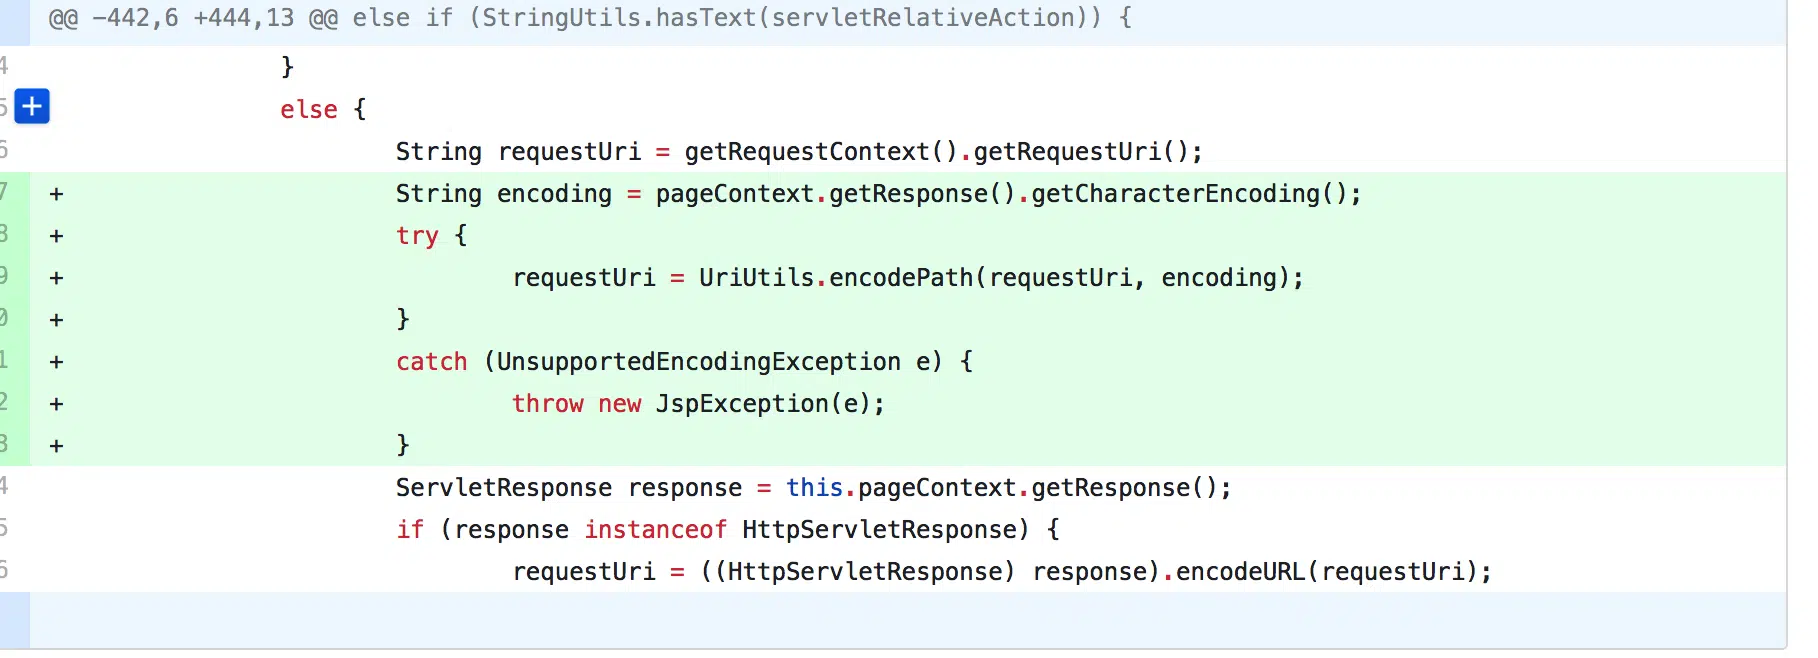 @@ -442,6 +444,13 @@ else if (StringUtils.hasText(servletRelativeAction)) {
4 }
5 + else {
6 String requestUri = getRequestContext().getRequestUri();
7 + String encoding = pageContext.getResponse().getCharacterEncoding();
8 + try {
9 + requestUri = UriUtils.encodePath(requestUri, encoding);
0 + }
1 + catch (UnsupportedEncodingException e) {
2 + throw new JspException(e);
3 + }
4 ServletResponse response = this.pageContext.getResponse();
5 if (response instanceof HttpServletResponse) {
6 requestUri = ((HttpServletResponse) response).encodeURL(requestUri);